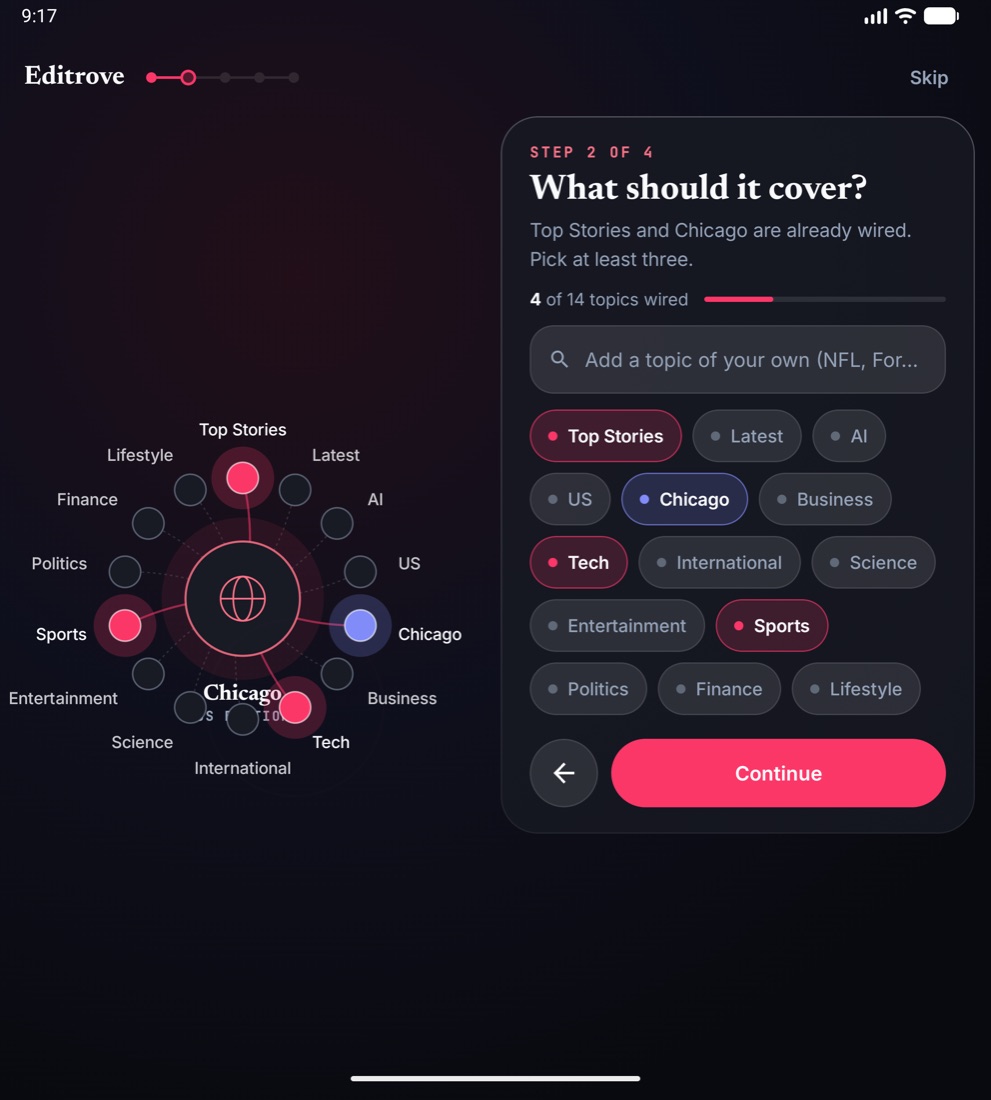 9:17
Editrove
Skip
STEP 2 OF 4
What should it cover?
Top Stories and Chicago are already wired.
Pick at least three.
4 of 14 topics wired
Add a topic of your own (NFL, For...
Top Stories
Latest
AI
US
Chicago
Business
Tech
International
Science
Entertainment
Sports
Politics
Finance
Lifestyle
Continue
Top Stories
Lifestyle
Latest
Finance
AI
Politics
US
Sports
Chicago
Entertainment
Chicago
Business
Science
Tech
International